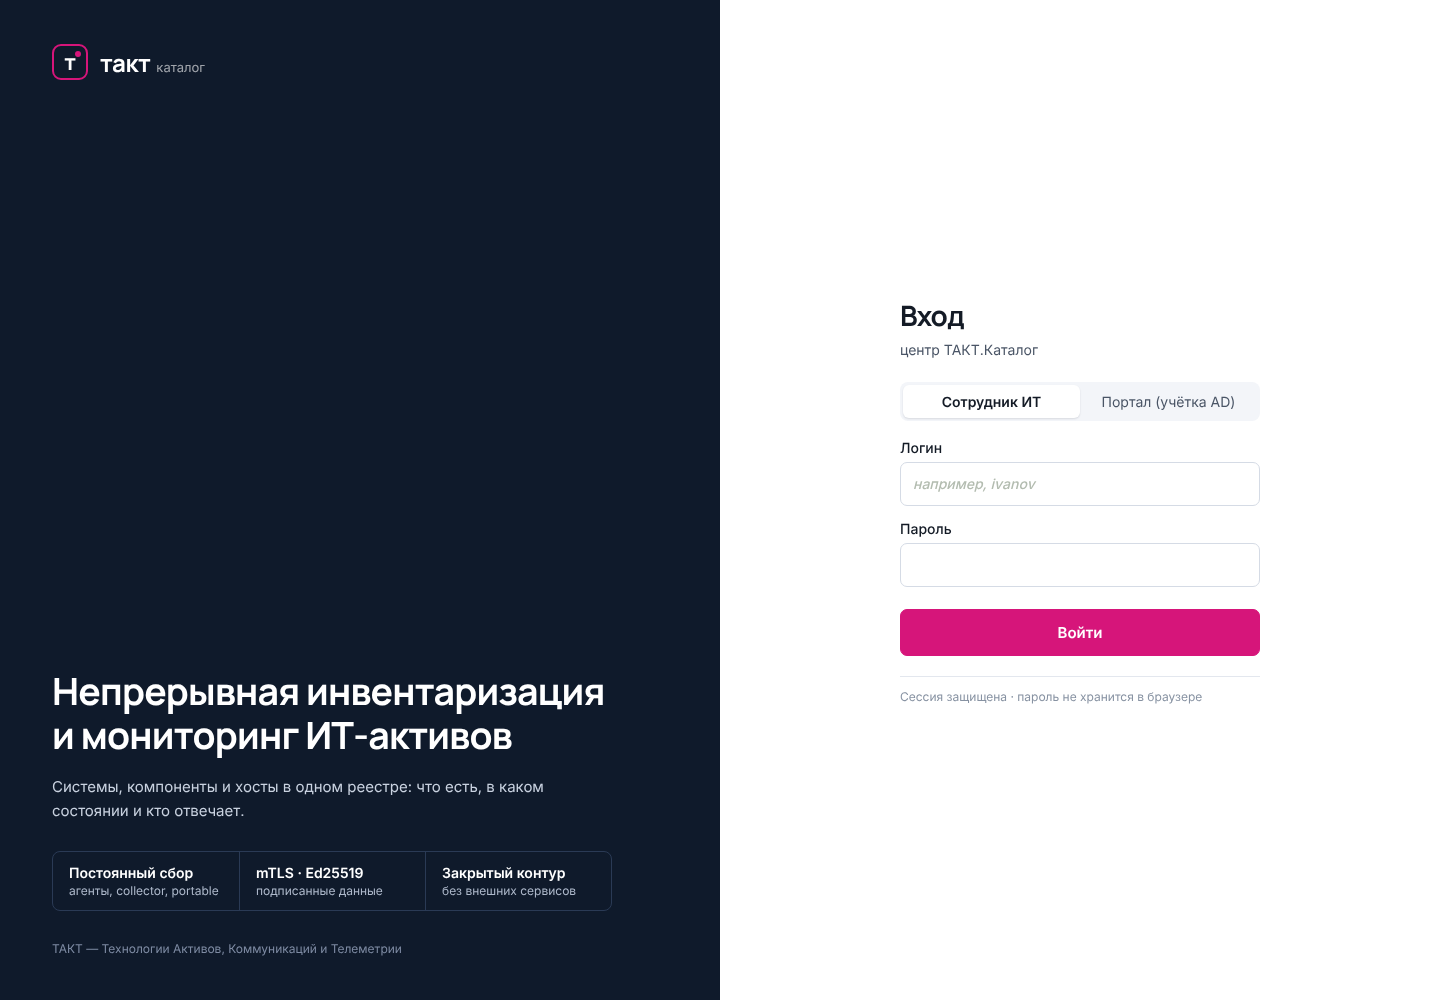 т такт каталог
Непрерывная инвентаризация
и мониторинг ИТ-активов
Системы, компоненты и хосты в одном реестре: что есть, в каком
состоянии и кто отвечает.
Постоянный сбор
агенты, collector, portable
mTLS · Ed25519
подписанные данные
Закрытый контур
без внешних сервисов
ТАКТ — Технологии Активов, Коммуникаций и Телеметрии
Вход
центр ТАКТ.Каталог
Сотрудник ИТ
Портал (учётка AD)
Логин
например, ivanov
Пароль
Войти
Сессия защищена · пароль не хранится в браузере